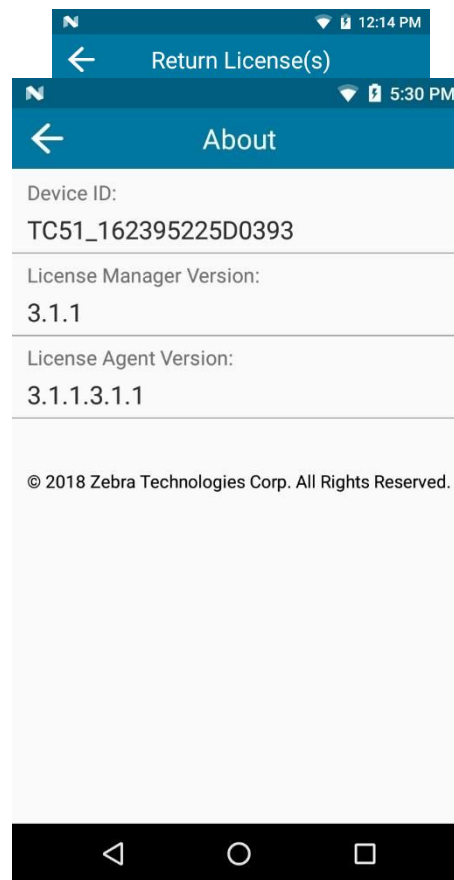 12:14 PM
Return License(s)
5:30 PM
About
Device ID:
TC51_162395225D0393
License Manager Version:
3.1.1
License Agent Version:
3.1.1.3.1.1
© 2018 Zebra Technologies Corp. All Rights Reserved.